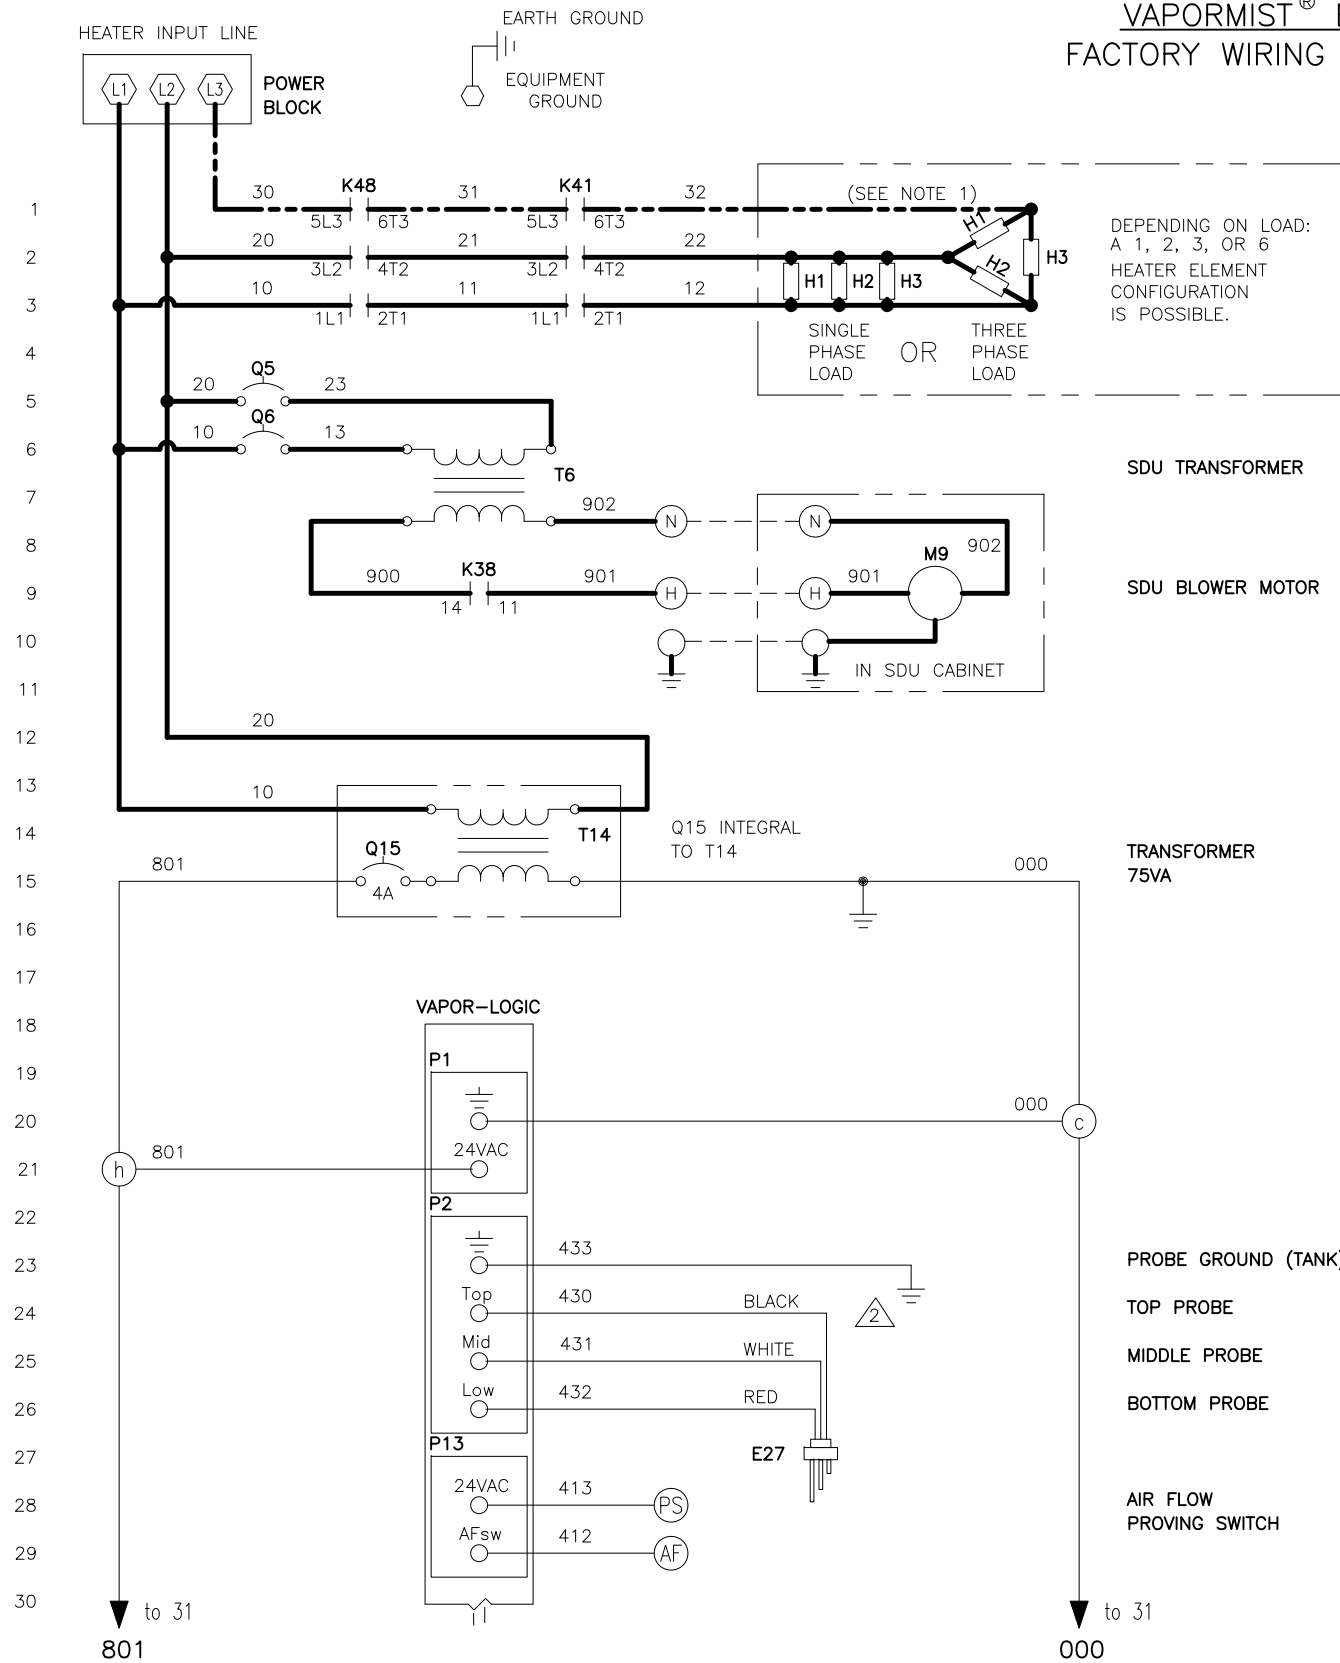 VAPORMIST®
FACTORY WIRING
HEATER INPUT LINE
EARTH GROUND
L1 L2 L3
POWER
BLOCK
EQUIPMENT
GROUND
1
30 K48 31 K41 32 (SEE NOTE 1)
5L3 6T3 5L3 6T3
H1
2
20 21 22
3L2 4T2 3L2 4T2
H1 H2 H3
H2 H3
3
10 11 12
1L1 2T1 1L1 2T1
DEPENDING ON LOAD:
A 1, 2, 3, OR 6
HEATER ELEMENT
CONFIGURATION
IS POSSIBLE.
4
SINGLE
PHASE
LOAD
OR
THREE
PHASE
LOAD
5
20 Q5 23
6
10 Q6 13
T6
SDU TRANSFORMER
7
902 N N
8
902
9
900 K38 901 H H 901 M9
14 11
SDU BLOWER MOTOR
10
IN SDU CABINET
11
12
20
13
10
14
T14
Q15 INTEGRAL
TO T14
TRANSFORMER
75VA
15
801 Q15 000
4A
16
17
VAPOR-LOGIC
18
19
P1
20
000 c
21
h 801 24VAC
22
P2
23
433
PROBE GROUND (TANK)
24
Top 430 BLACK 2
TOP PROBE
25
Mid 431 WHITE
MIDDLE PROBE
26
Low 432 RED
BOTTOM PROBE
27
P13 E27
28
24VAC 413 PS
AIR FLOW
PROVING SWITCH
29
AFsw 412 AF
30
to 31 to 31
801 000